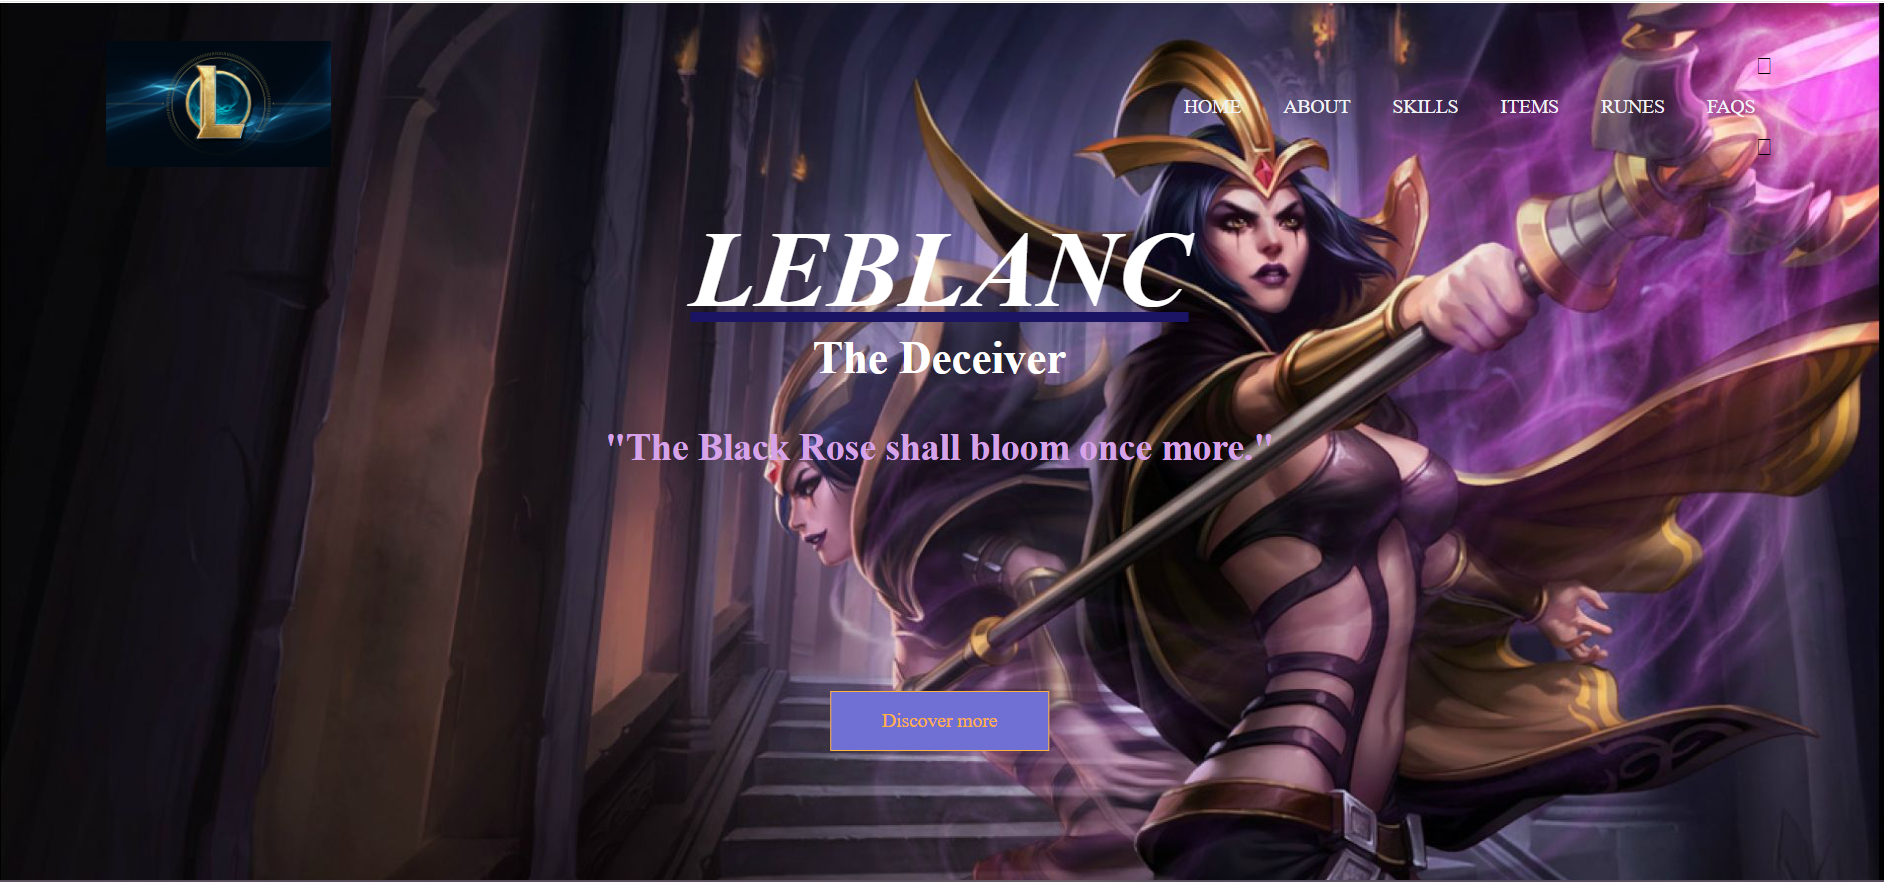 L
HOME ABOUT SKILLS ITEMS RUNES FAQS
LEBLANC
The Deceiver
"The Black Rose shall bloom once more."
Discover more